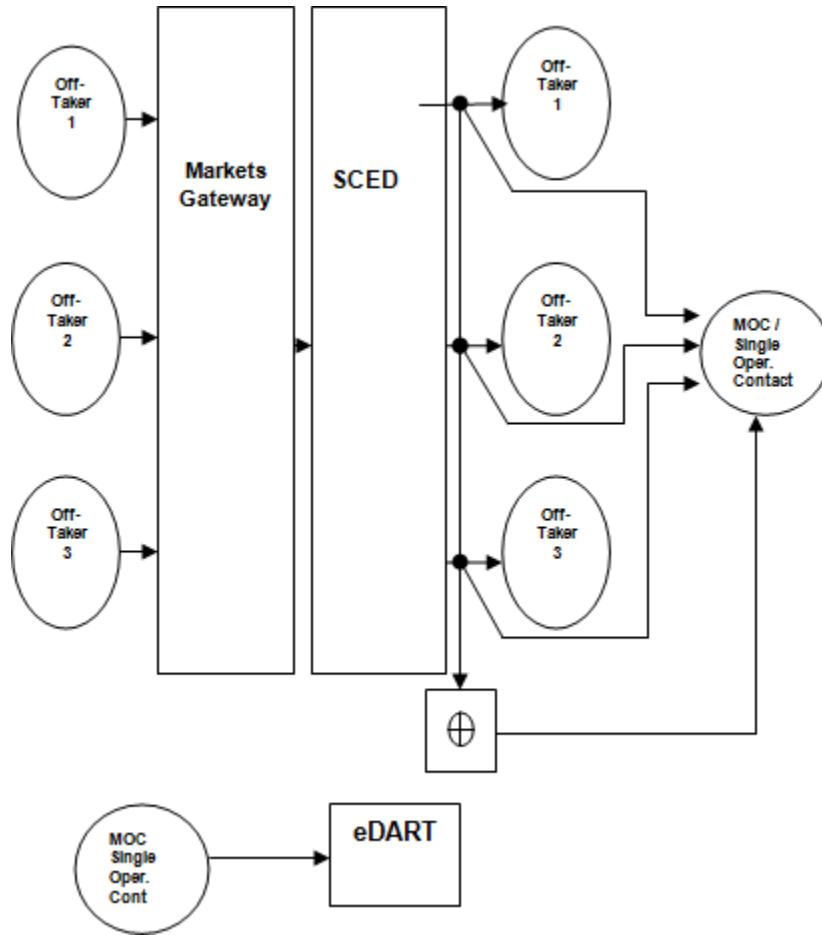 Off-
Taker
1
Off-
Taker
2
Off-
Taker
3
Markets
Gateway
SCED
Off-
Taker
1
Off-
Taker
2
Off-
Taker
3
MOC /
Single
Oper.
Contact
MOC
Single
Oper.
Cont
eDART